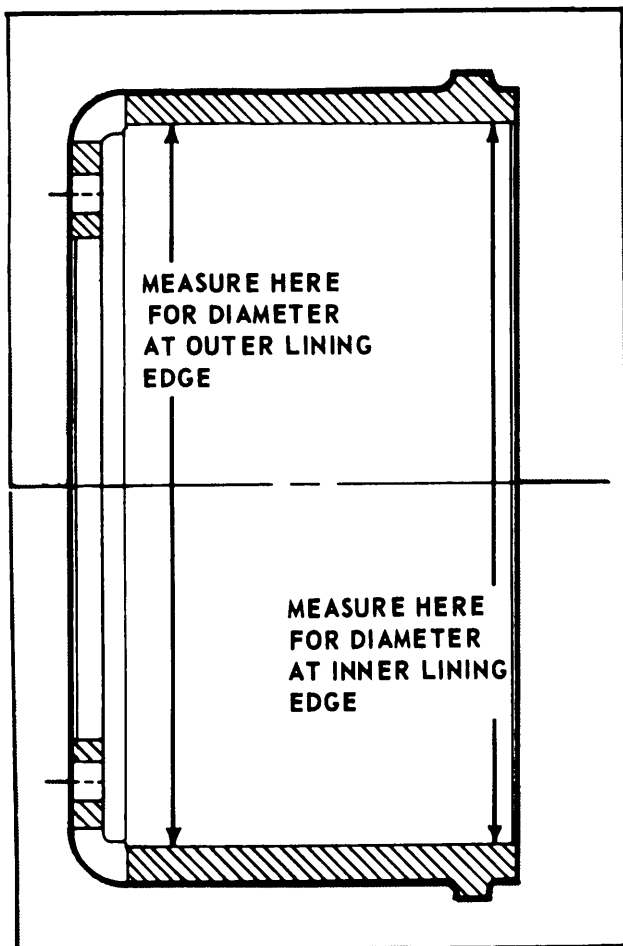 MEASURE HERE
FOR DIAMETER
AT OUTER LINING
EDGE
MEASURE HERE
FOR DIAMETER
AT INNER LINING
EDGE